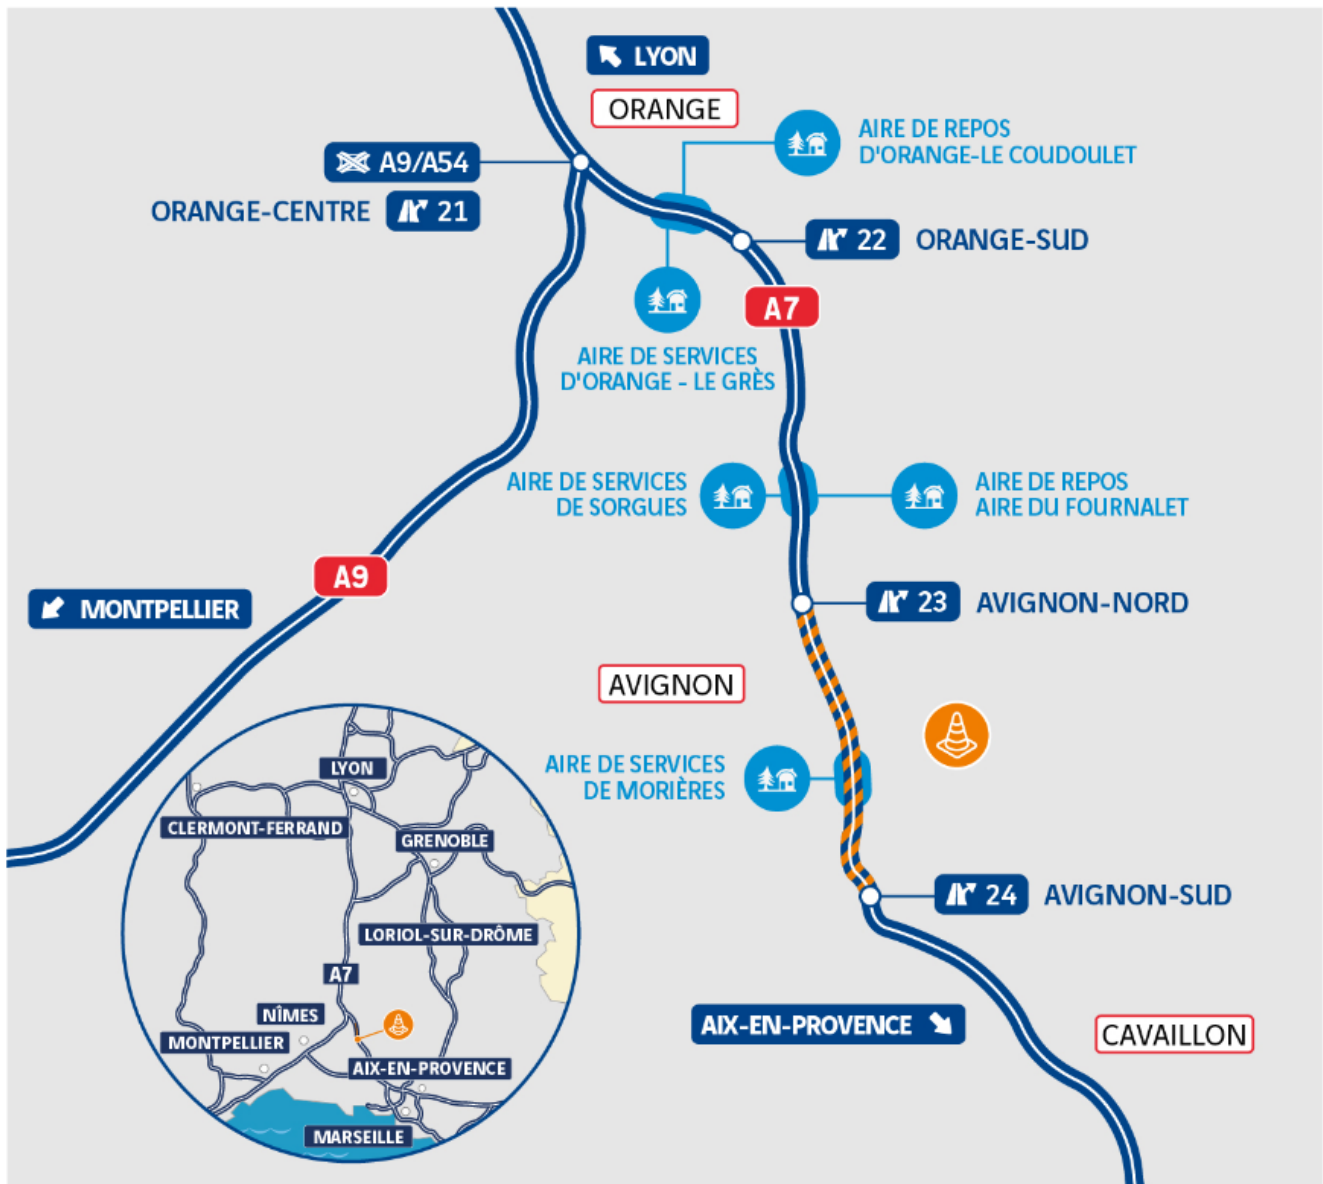 LYON
ORANGE
AIRE DE REPOS
D'ORANGE-LE COUDOULET
A9/A54
ORANGE-CENTRE 21
22 ORANGE-SUD
A7
AIRE DE SERVICES
D'ORANGE - LE GRÈS
AIRE DE SERVICES
DE SORGUES
AIRE DE REPOS
AIRE DU FOURNALET
A9
MONTPELLIER
23 AVIGNON-NORD
AVIGNON
AIRE DE SERVICES
DE MORIÈRES
24 AVIGNON-SUD
AIX-EN-PROVENCE
CAVAILLON
LYON
CLERMONT-FERRAND
GRENOBLE
LORIOL-SUR-DRÔME
A7
NÎMES
MONTPELLIER
AIX-EN-PROVENCE
MARSEILLE